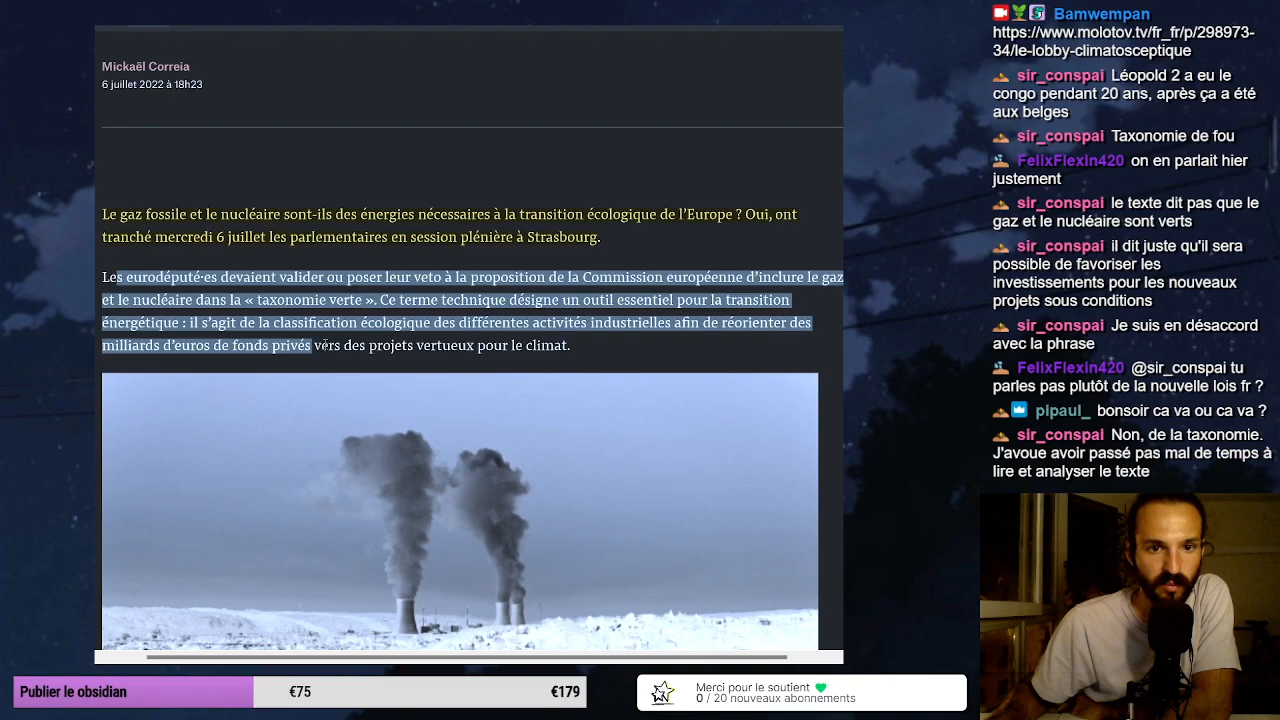 Mickaël Correia
6 juillet 2022 à 18h23
Le gaz fossile et le nucléaire sont-ils des énergies nécessaires à la transition écologique de l'Europe ? Oui, ont
tranché mercredi 6 juillet les parlementaires en session plénière à Strasbourg.
Les eurodéputé·es devaient valider ou poser leur veto à la proposition de la Commission européenne d'inclure le gaz
et le nucléaire dans la « taxonomie verte ». Ce terme technique désigne un outil essentiel pour la transition
énergétique : il s'agit de la classification écologique des différentes activités industrielles afin de réorienter des
milliards d'euros de fonds privés vers des projets vertueux pour le climat.
Bamwempan
https://www.molotov.tv/fr_fr/p/298973-
34/le-lobby-climatosceptique
sir_conspai Léopold 2 a eu le
congo pendant 20 ans, après ça a été
aux belges
sir_conspai Taxonomie de fou
FelixFlexin420 on en parlait hier
justement
sir_conspai le texte dit pas que le
gaz et le nucléaire sont verts
sir_conspai il dit juste qu'il sera
possible de favoriser les
investissements pour les nouveaux
projets sous conditions
sir_conspai Je suis en désaccord
avec la phrase
FelixFlexin420 @sir_conspai tu
parles pas plutôt de la nouvelle lois fr ?
plpaul_ bonsoir ca va ou ca va ?
sir_conspai Non, de la taxonomie.
J'avoue avoir passé pas mal de temps à
lire et analyser le texte
Publier le obsidian €75 €179
Merci pour le soutient
0 / 20 nouveaux abonnements